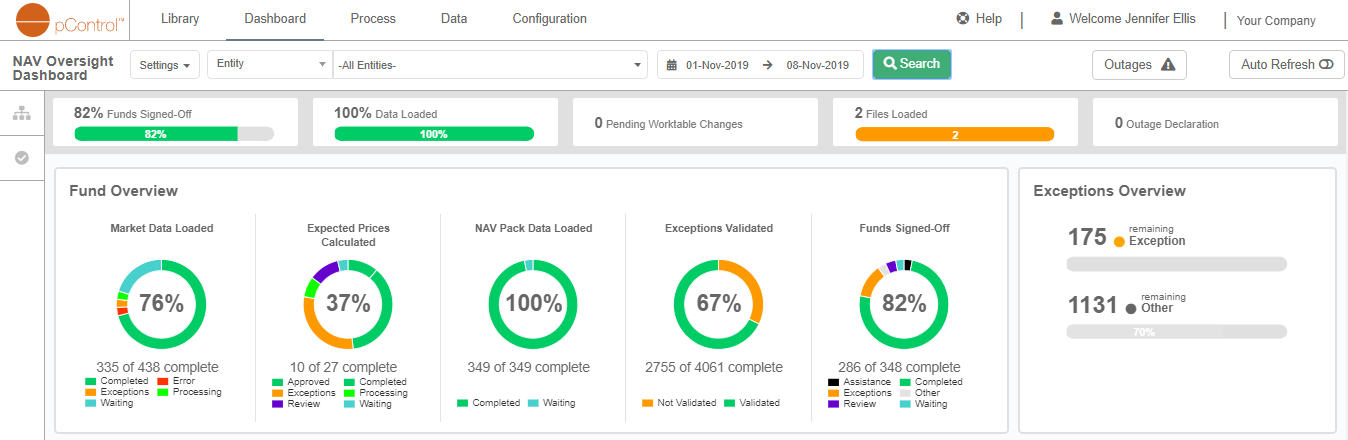 pControl™
Library Dashboard Process Data Configuration
Help | Welcome Jennifer Ellis | Your Company
NAV Oversight
Dashboard
Settings Entity -All Entities- 01-Nov-2019 → 08-Nov-2019 Search Outages Auto Refresh
82% Funds Signed-Off
82%
100% Data Loaded
100%
0 Pending Worktable Changes
2 Files Loaded
2
0 Outage Declaration
Fund Overview
Market Data Loaded
76%
335 of 438 complete
Completed Error
Exceptions Processing
Waiting
Expected Prices
Calculated
37%
10 of 27 complete
Approved Completed
Exceptions Processing
Review Waiting
NAV Pack Data Loaded
100%
349 of 349 complete
Completed Waiting
Exceptions Validated
67%
2755 of 4061 complete
Not Validated Validated
Funds Signed-Off
82%
286 of 348 complete
Assistance Completed
Exceptions Other
Review Waiting
Exceptions Overview
175 remaining
Exception
1131 remaining
Other
70%